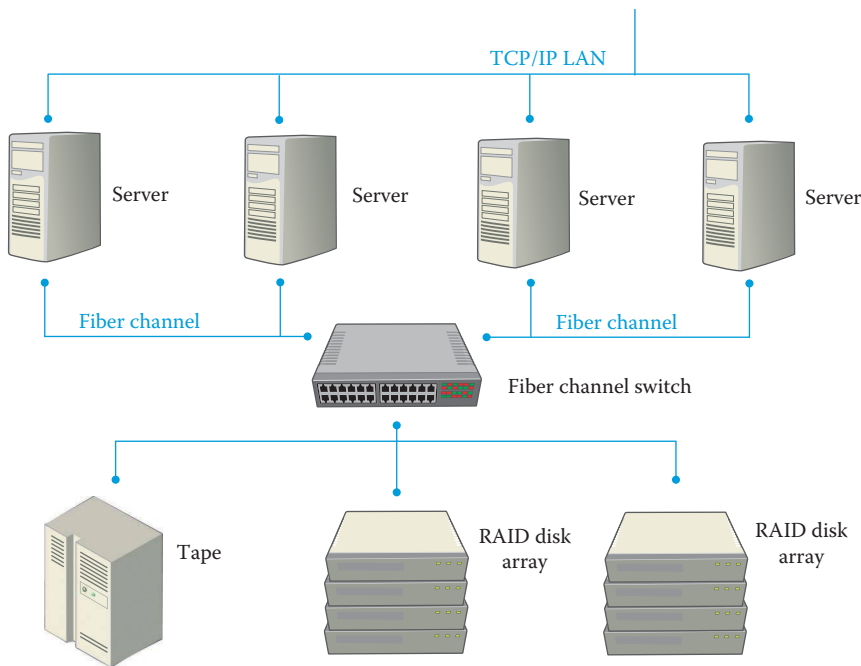 TCP/IP LAN
Server
Server
Server
Server
Fiber channel
Fiber channel
Fiber channel switch
Tape
RAID disk
array
RAID disk
array